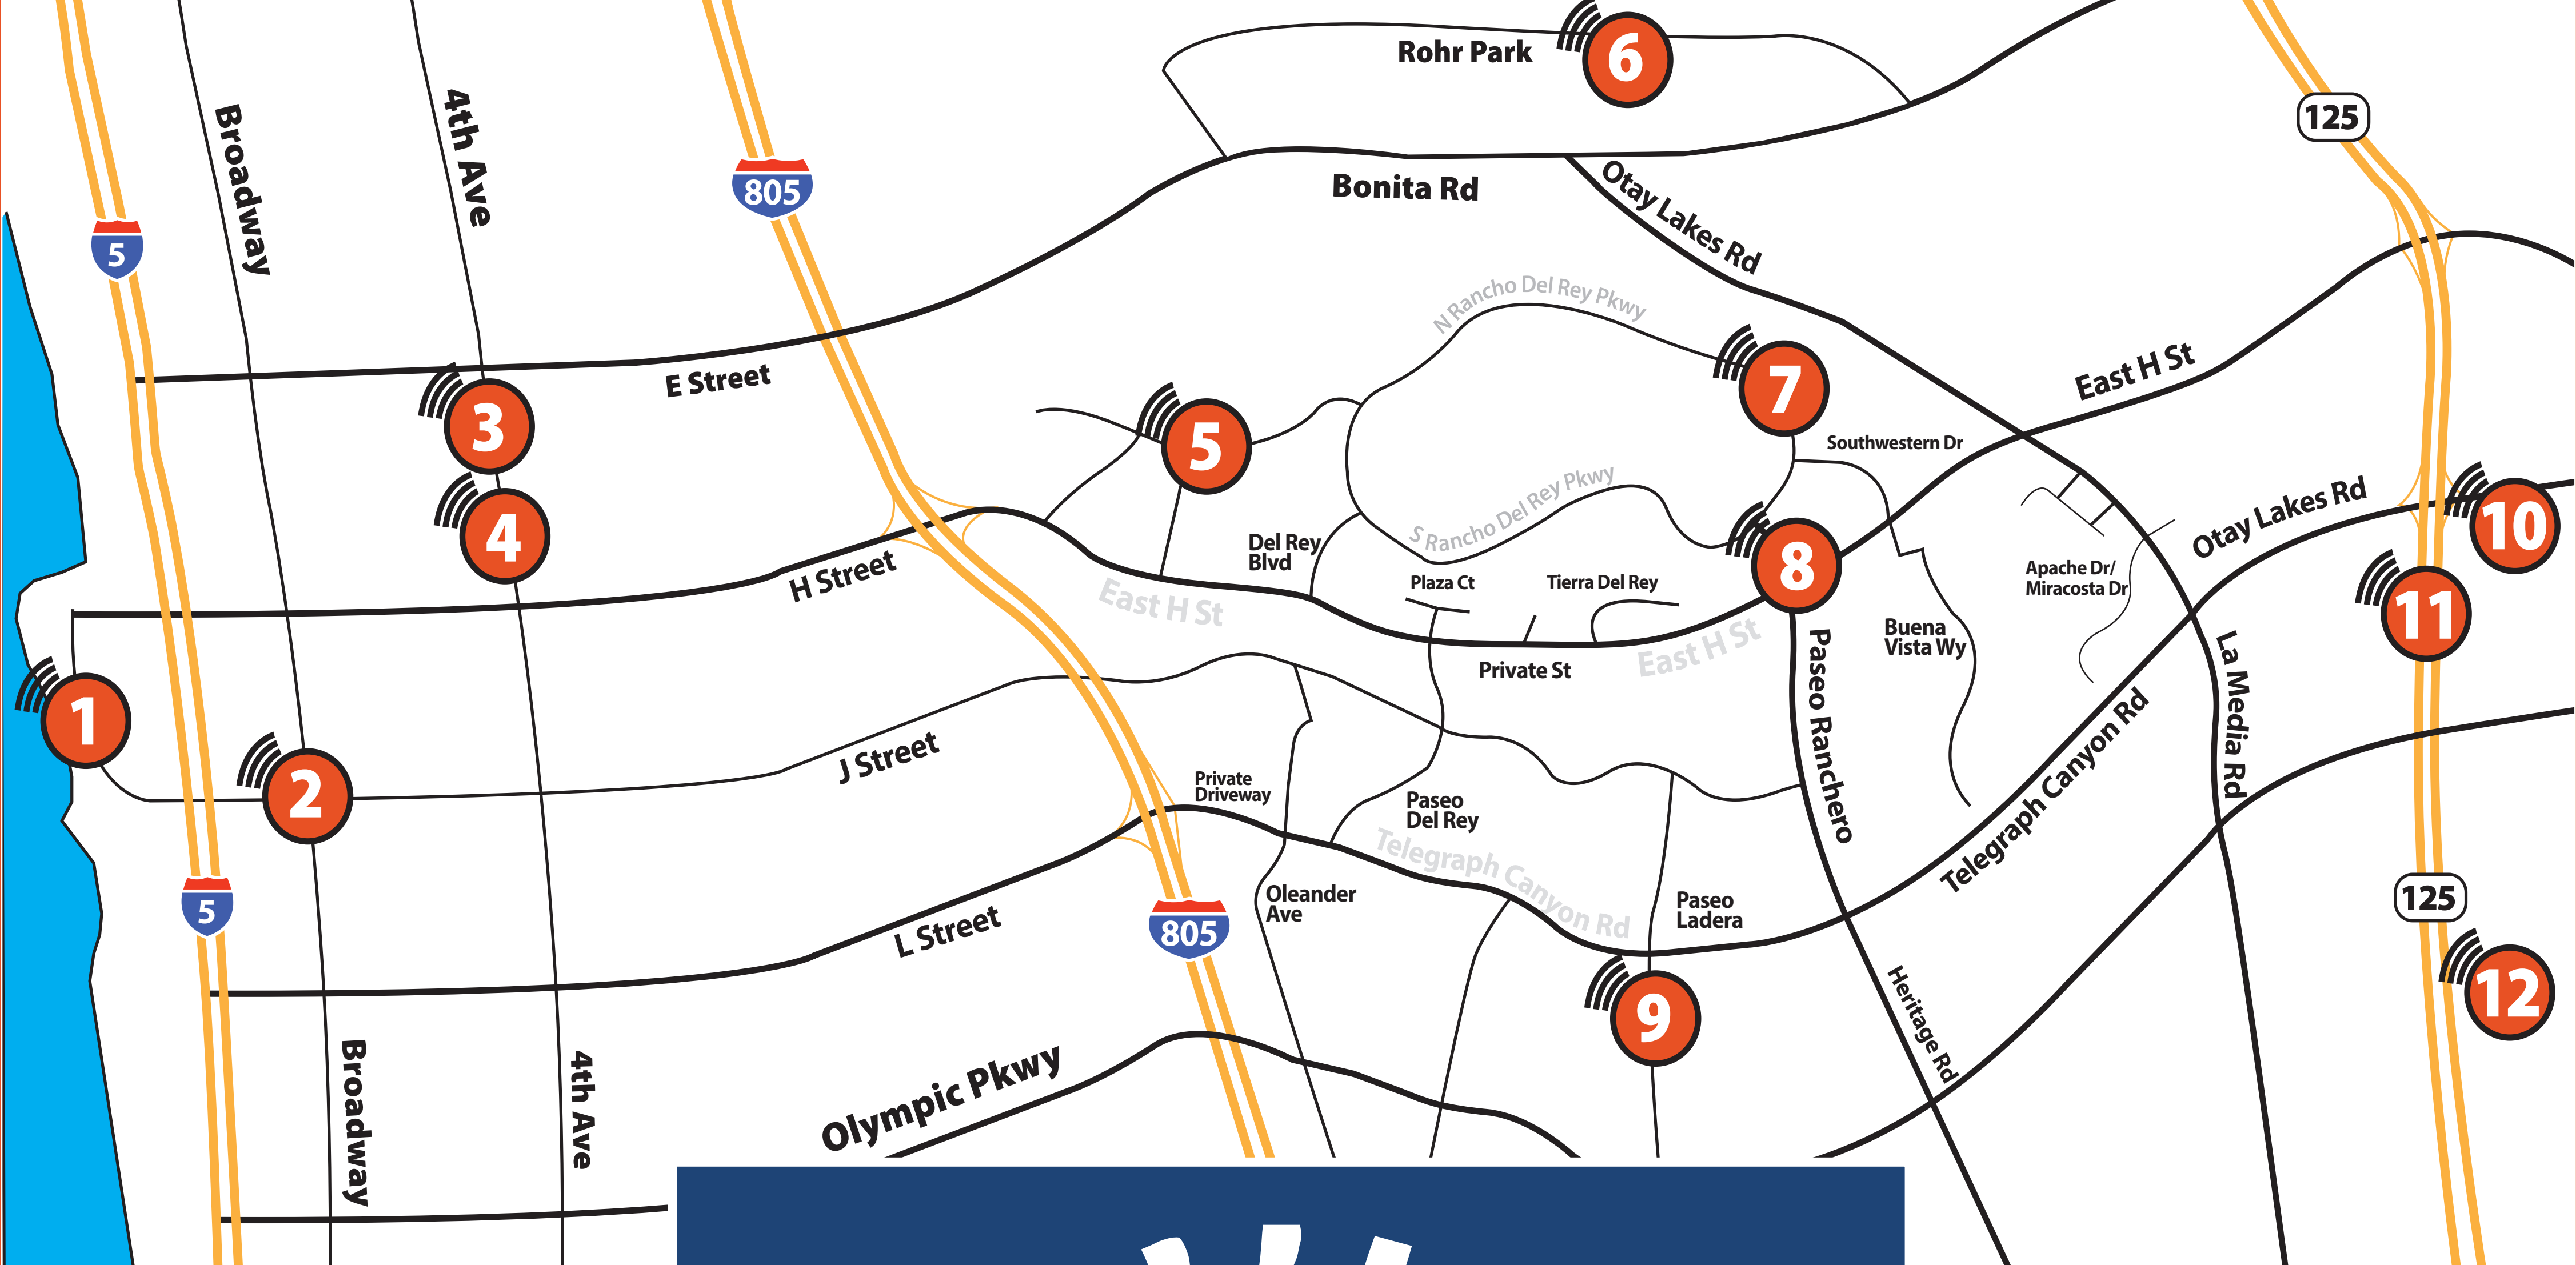 Rohr Park
6
125
Broadway
4th Ave
805
Bonita Rd
Otay Lakes Rd
5
N Rancho Del Rey Pkwy
E Street
3
7
East H St
5
Southwestern Dr
4
S Rancho Del Rey Pkwy
Otay Lakes Rd
10
H Street
Del Rey
Blvd
East H St
Plaza Ct
Tierra Del Rey
8
Apache Dr/
Miracosta Dr
11
Buena
Vista Wy
Private St
East H St
Paseo Ranchero
La Media Rd
1
J Street
2
Private
Driveway
Paseo
Del Rey
Telegraph Canyon Rd
Telegraph Canyon Rd
5
L Street
805
Oleander
Ave
Paseo
Ladera
125
9
Heritage Rd
12
Broadway
4th Ave
Olympic Pkwy